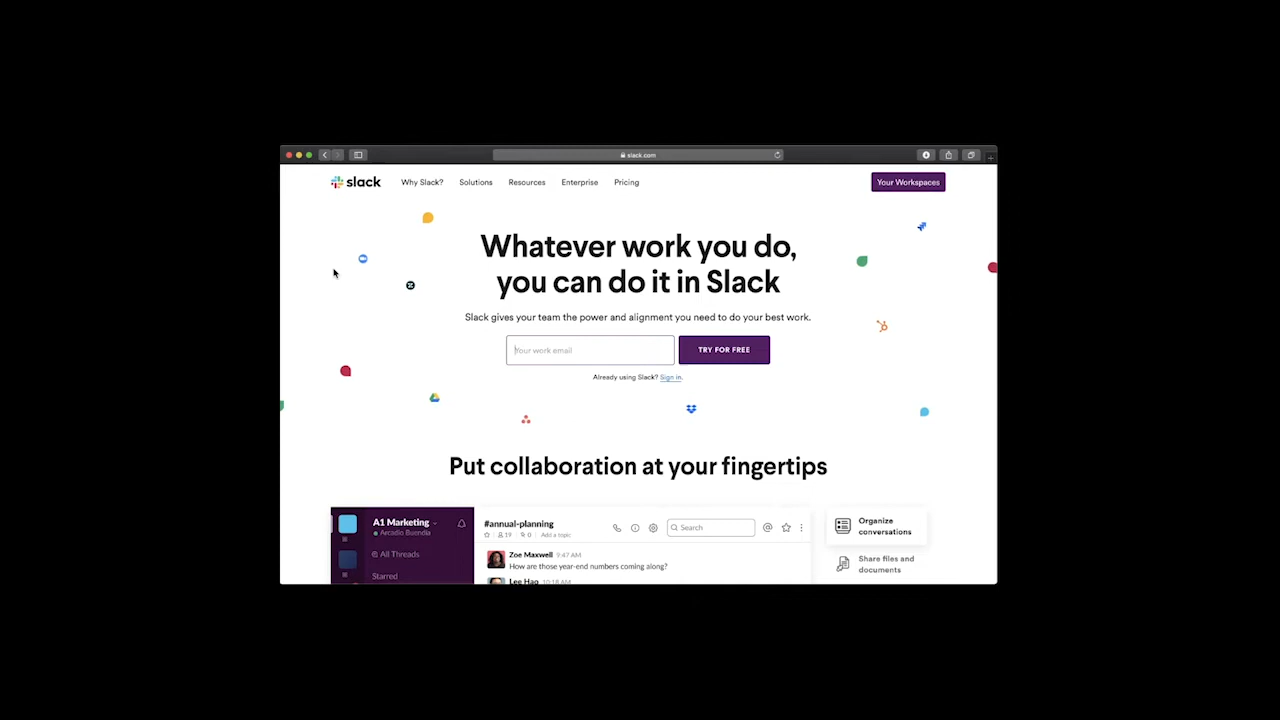 slack.com
slack
Why Slack?
Solutions
Resources
Enterprise
Pricing
Your Workspaces
Whatever work you do,
you can do it in Slack
Slack gives your team the power and alignment you need to do your best work.
Your work email
TRY FOR FREE
Already using Slack? Sign in.
Put collaboration at your fingertips
A1 Marketing
Arcadio Buendia
All Threads
Starred
#annual-planning
19
0
Add a topic
Search
Zoe Maxwell 9:47 AM
How are those year-end numbers coming along?
Lee Hao 10:18 AM
Organize
conversations
Share files and
documents